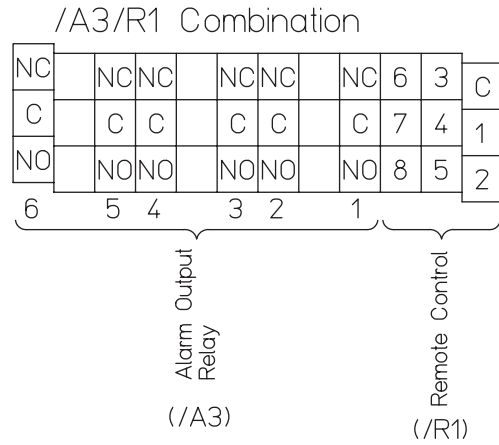 /A3/R1 Combination
NC NC NC NC NC NC 6 3 C
C C C C C C 7 4 1
NO NO NO NO NO NO 8 5 2
6 5 4 3 2 1
Alarm Output
Relay
(/A3)
Remote Control
(/R1)